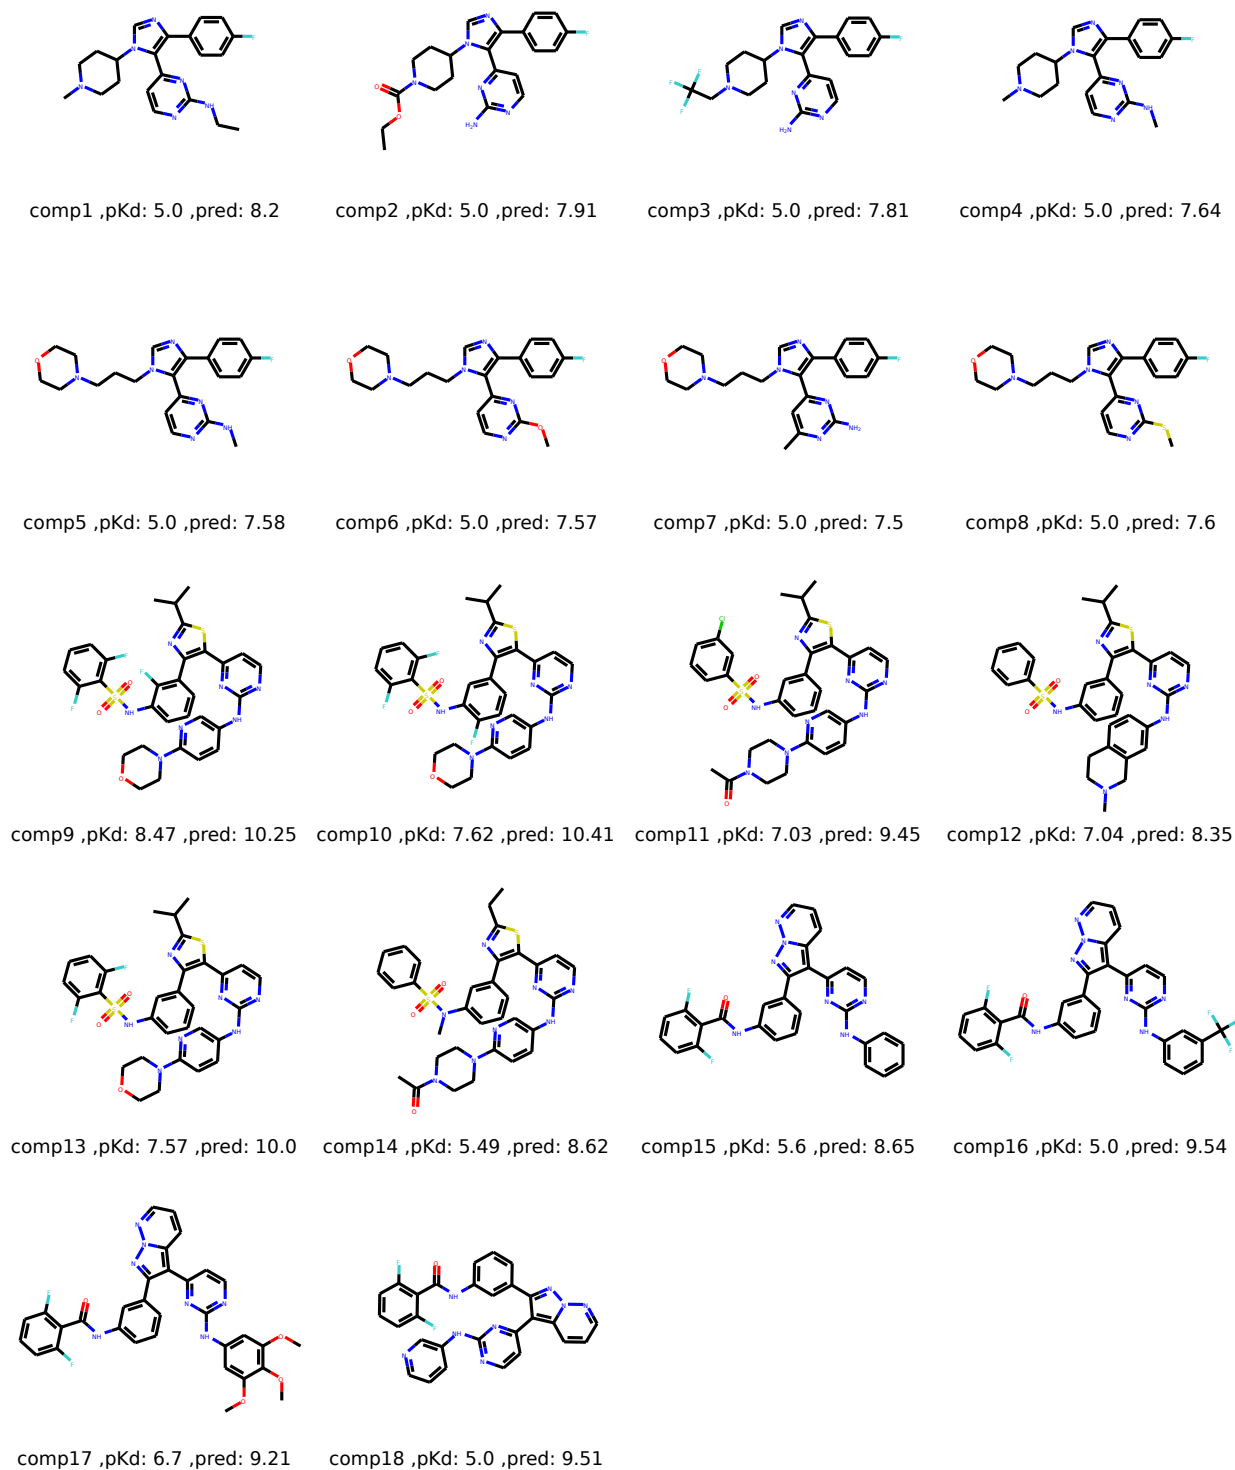 comp1 ,pKd: 5.0 ,pred: 8.2
comp2 ,pKd: 5.0 ,pred: 7.91
comp3 ,pKd: 5.0 ,pred: 7.81
comp4 ,pKd: 5.0 ,pred: 7.64
comp5 ,pKd: 5.0 ,pred: 7.58
comp6 ,pKd: 5.0 ,pred: 7.57
comp7 ,pKd: 5.0 ,pred: 7.5
comp8 ,pKd: 5.0 ,pred: 7.6
comp9 ,pKd: 8.47 ,pred: 10.25
comp10 ,pKd: 7.62 ,pred: 10.41
comp11 ,pKd: 7.03 ,pred: 9.45
comp12 ,pKd: 7.04 ,pred: 8.35
comp13 ,pKd: 7.57 ,pred: 10.0
comp14 ,pKd: 5.49 ,pred: 8.62
comp15 ,pKd: 5.6 ,pred: 8.65
comp16 ,pKd: 5.0 ,pred: 9.54
comp17 ,pKd: 6.7 ,pred: 9.21
comp18 ,pKd: 5.0 ,pred: 9.51